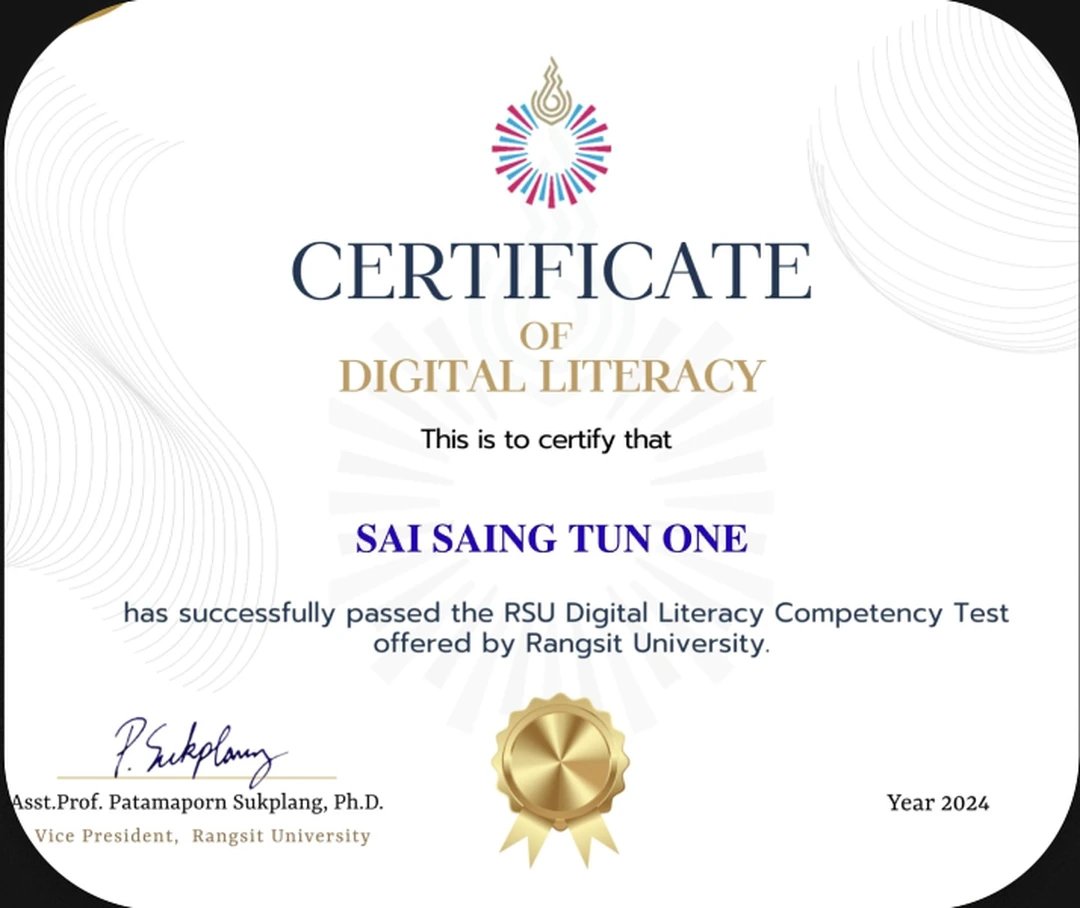 CERTIFICATE
OF
DIGITAL LITERACY
This is to certify that
SAI SAING TUN ONE
has successfully passed the RSU Digital Literacy Competency Test
offered by Rangsit University.
P. Sukplang
Asst.Prof. Patamaporn Sukplang, Ph.D.
Vice President, Rangsit University
Year 2024